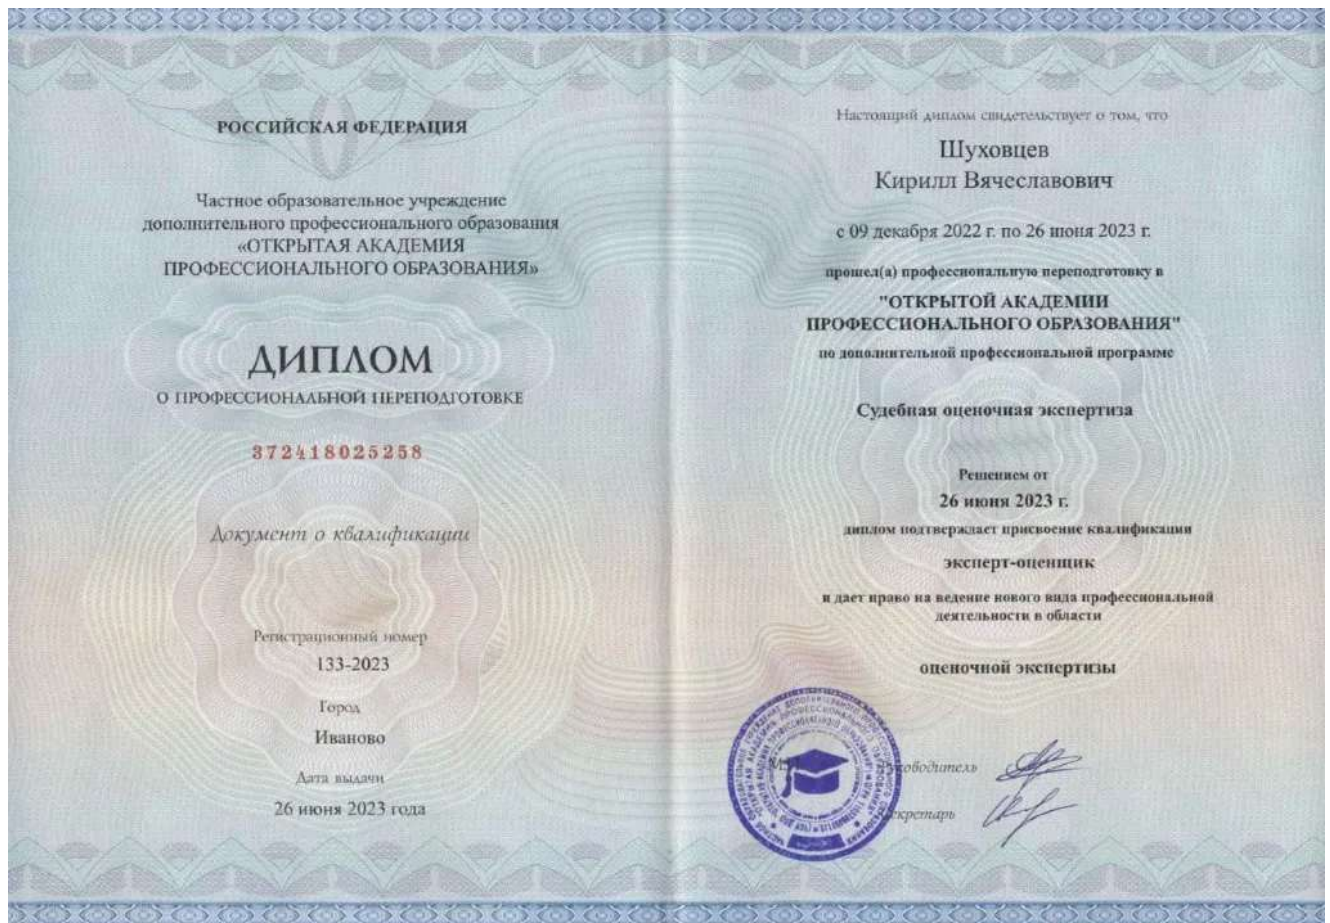 РОССИЙСКАЯ ФЕДЕРАЦИЯ
Частное образовательное учреждение
дополнительного профессионального образования
«ОТКРЫТАЯ АКАДЕМИЯ
ПРОФЕССИОНАЛЬНОГО ОБРАЗОВАНИЯ»
ДИПЛОМ
О ПРОФЕССИОНАЛЬНОЙ ПЕРЕПОДГОТОВКЕ
372418025258
Документ о квалификации
Регистрационный номер
133-2023
Город
Иваново
Дата выдачи
26 июня 2023 года
Настоящий диплом свидетельствует о том, что
Шуховцев
Кирилл Вячеславович
с 09 декабря 2022 г. по 26 июня 2023 г.
прошел(а) профессиональную переподготовку в
"ОТКРЫТОЙ АКАДЕМИИ
ПРОФЕССИОНАЛЬНОГО ОБРАЗОВАНИЯ"
по дополнительной профессиональной программе
Судебная оценочная экспертиза
Решением от
26 июня 2023 г.
диплом подтверждает присвоение квалификации
эксперт-оценщик
и дает право на ведение нового вида профессиональной
деятельности в области
оценочной экспертизы
Руководитель
Секретарь